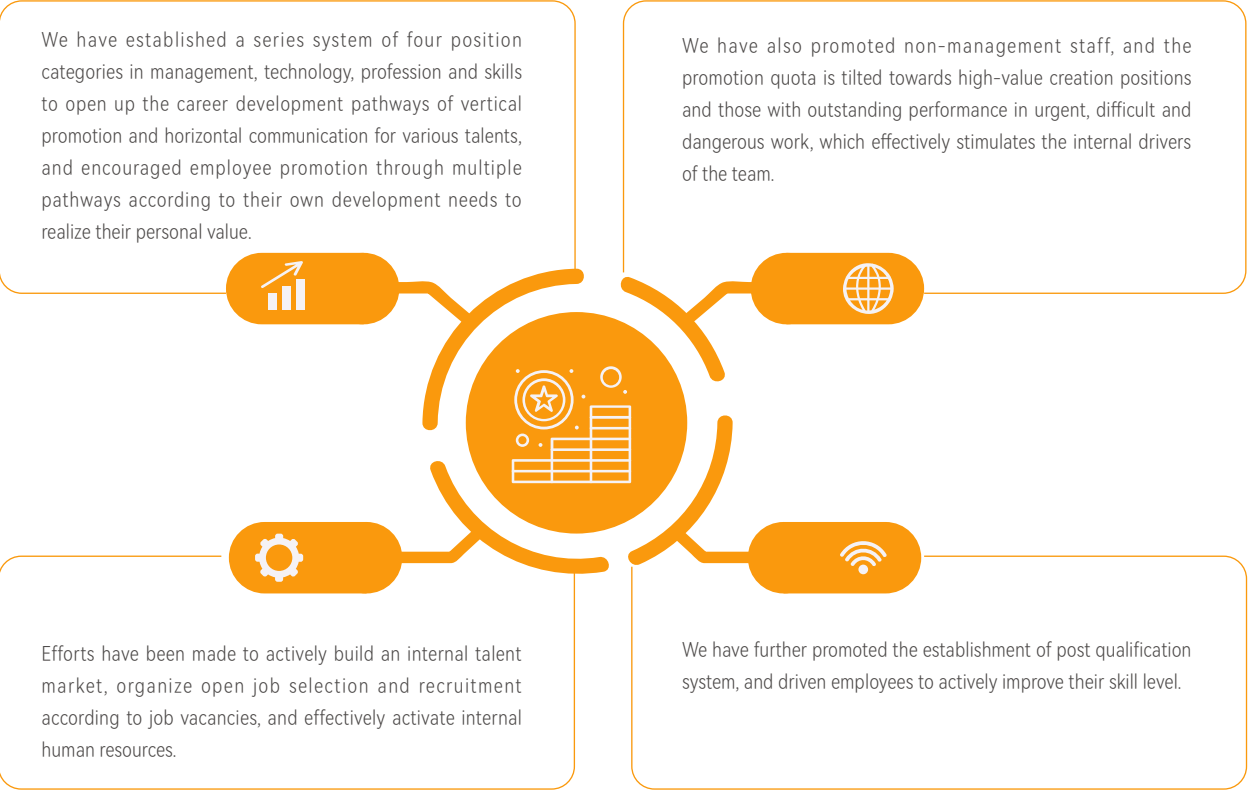 We have established a series system of four position
categories in management, technology, profession and skills
to open up the career development pathways of vertical
promotion and horizontal communication for various talents,
and encouraged employee promotion through multiple
pathways according to their own development needs to
realize their personal value.
We have also promoted non-management staff, and the
promotion quota is tilted towards high-value creation positions
and those with outstanding performance in urgent, difficult and
dangerous work, which effectively stimulates the internal drivers
of the team.
Efforts have been made to actively build an internal talent
market, organize open job selection and recruitment
according to job vacancies, and effectively activate internal
human resources.
We have further promoted the establishment of post qualification
system, and driven employees to actively improve their skill level.